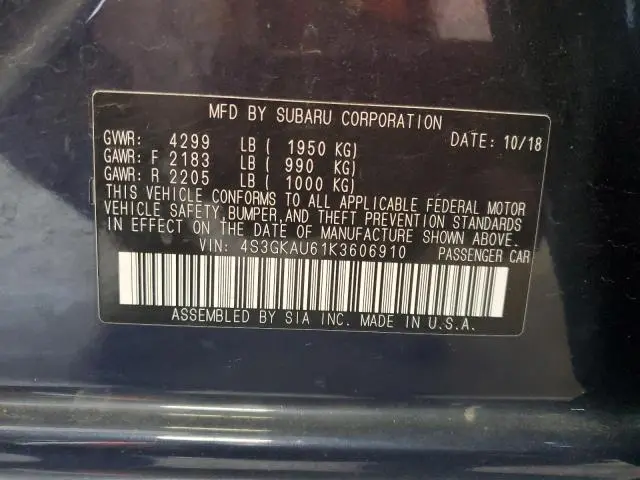 MFD BY SUBARU CORPORATION
GVWR: 4299 LB ( 1950 KG) DATE: 10/18
GAWR: F 2183 LB ( 990 KG)
GAWR: R 2205 LB ( 1000 KG)
THIS VEHICLE CONFORMS TO ALL APPLICABLE FEDERAL MOTOR
VEHICLE SAFETY, BUMPER, AND THEFT PREVENTION STANDARDS
IN EFFECT ON THE DATE OF MANUFACTURE SHOWN ABOVE.
VIN: 4S3GKAU61K3606910 PASSENGER CAR
ASSEMBLED BY SIA INC. MADE IN U.S.A.